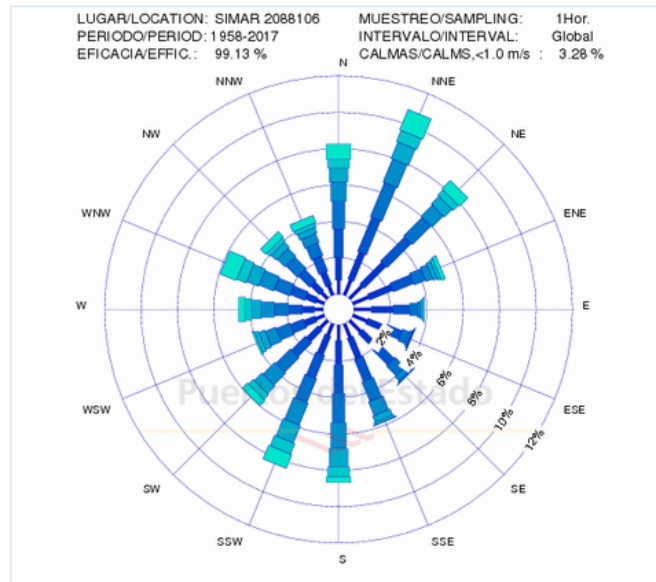 LUGAR/LOCATION: SIMAR 2088106 MUESTREO/SAMPLING: 1Hor.
PERIODO/PERIOD: 1958-2017 INTERVALO/INTERVAL: Global
EFICACIA/EFFIC.: 99.13 % CALMAS/CALMS,<1.0 m/s : 3.28 %
N
NNW NNE
NW NE
WNW ENE
W E
2%
4%
6%
8%
10%
12%
Puertos del Estado
WSW ESE
SW SE
SSW SSE
S